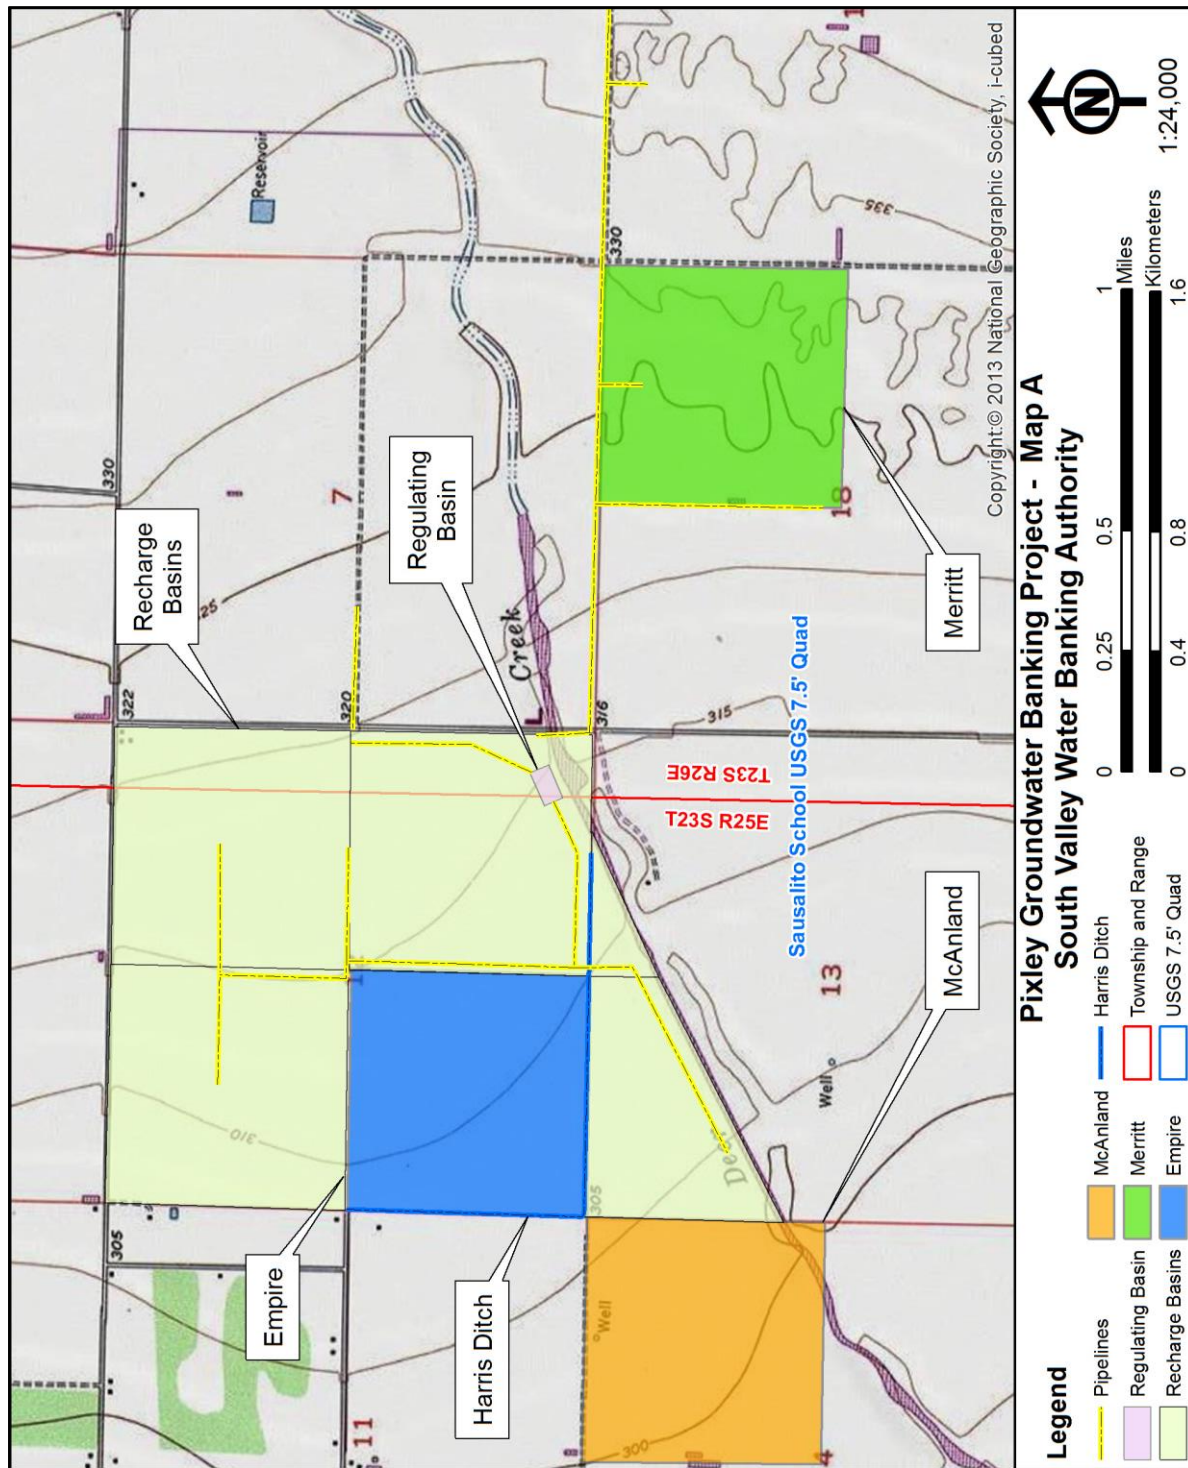 305
322
330
Reservoir
Recharge
Basins
25
7
320
Empire
310
11
1
Regulating
Basin
Creek
L
Harris Ditch
305
316
330
335
Well
T23S R25E
T23S R26E
Sausalito School USGS 7.5' Quad
Deer
300
4
13
18
Well
McAnland
Merritt
Copyright:© 2013 National Geographic Society, i-cubed
315
Pixley Groundwater Banking Project - Map A
South Valley Water Banking Authority
Legend
Pipelines
Regulating Basin
Recharge Basins
McAnland
Merritt
Empire
Harris Ditch
Township and Range
USGS 7.5' Quad
0 0.25 0.5 1
Miles
Kilometers
0 0.4 0.8 1.6
N
1:24,000